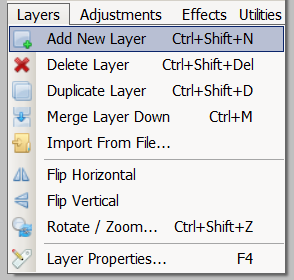 Layers Adjustments Effects Utilities
Add New Layer Ctrl+Shift+N
Delete Layer Ctrl+Shift+Del
Duplicate Layer Ctrl+Shift+D
Merge Layer Down Ctrl+M
Import From File...
Flip Horizontal
Flip Vertical
Rotate / Zoom... Ctrl+Shift+Z
Layer Properties... F4